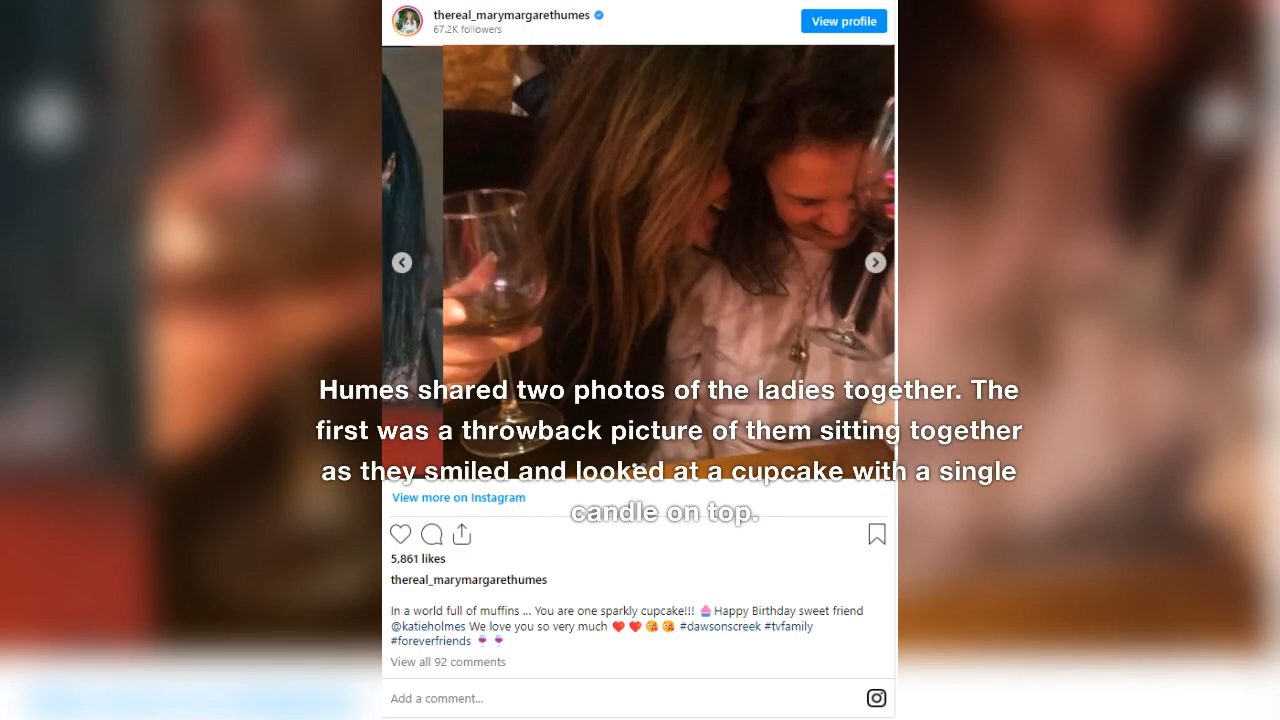 thereal_marymargarethumes
67.2K followers
View profile
Humes shared two photos of the ladies together. The
first was a throwback picture of them sitting together
as they smiled and looked at a cupcake with a single
candle on top.
View more on Instagram
5,861 likes
thereal_marymargarethumes
In a world full of muffins ... You are one sparkly cupcake!!! 🧁Happy Birthday sweet friend
@katieholmes We love you so very much ❤️ ❤️ 😘 😘 #dawsonscreek #tvfamily
#foreverfriends 🍷 🍷
View all 92 comments
Add a comment...